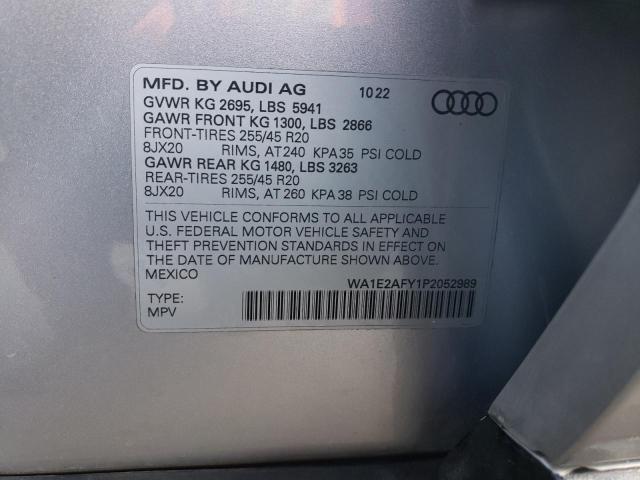 MFD. BY AUDI AG 10 22
GVWR KG 2695, LBS 5941
GAWR FRONT KG 1300, LBS 2866
FRONT-TIRES 255/45 R20
8JX20 RIMS, AT 240 KPA 35 PSI COLD
GAWR REAR KG 1480, LBS 3263
REAR-TIRES 255/45 R20
8JX20 RIMS, AT 260 KPA 38 PSI COLD
THIS VEHICLE CONFORMS TO ALL APPLICABLE
U.S. FEDERAL MOTOR VEHICLE SAFETY AND
THEFT PREVENTION STANDARDS IN EFFECT ON
THE DATE OF MANUFACTURE SHOWN ABOVE.
MEXICO
WA1E2AFY1P2052989
TYPE:
MPV